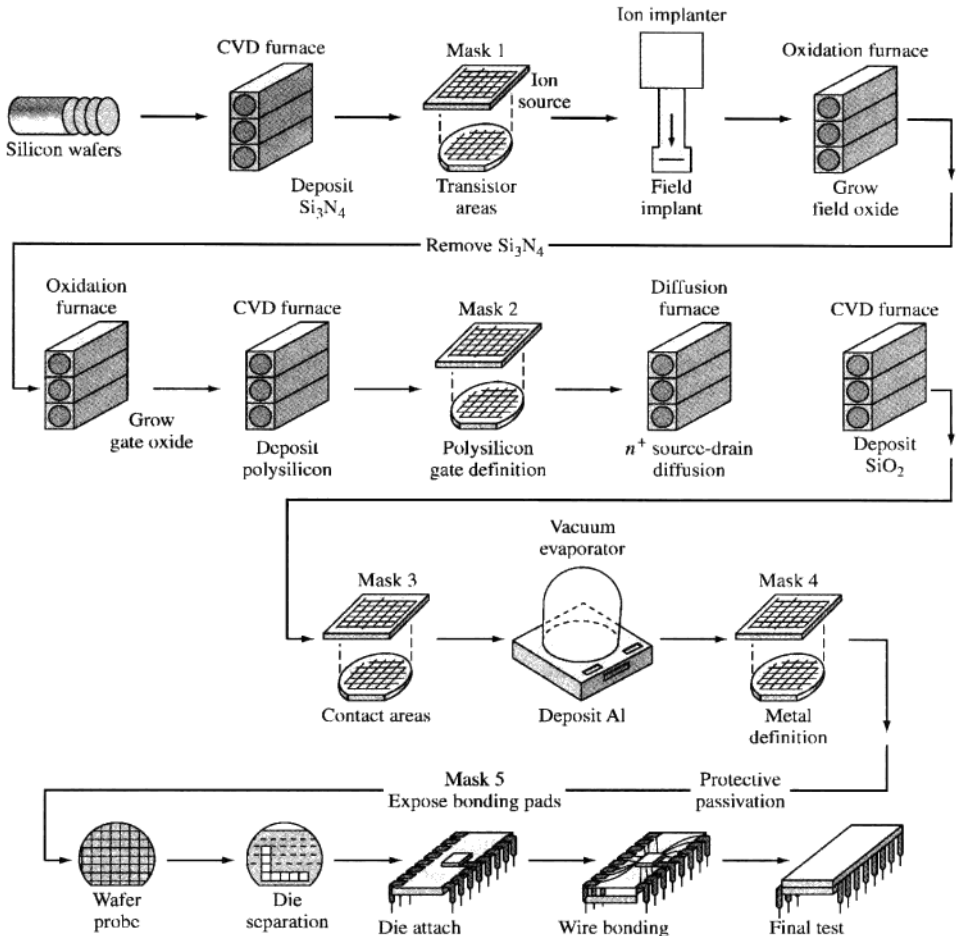 CVD furnace
Mask 1
Ion implanter
Oxidation furnace
Ion
source
Silicon wafers
Deposit
Si₃N₄
Transistor
areas
Field
implant
Grow
field oxide
Remove Si₃N₄
Oxidation
furnace
CVD furnace
Mask 2
Diffusion
furnace
CVD furnace
Grow
gate oxide
Deposit
polysilicon
Polysilicon
gate definition
n⁺ source-drain
diffusion
Deposit
SiO₂
Mask 3
Vacuum
evaporator
Mask 4
Contact areas
Deposit Al
Metal
definition
Mask 5
Expose bonding pads
Protective
passivation
Wafer
probe
Die
separation
Die attach
Wire bonding
Final test